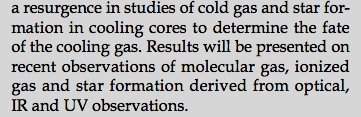 a resurgence in studies of cold gas and star for-
mation in cooling cores to determine the fate
of the cooling gas. Results will be presented on
recent observations of molecular gas, ionized
gas and star formation derived from optical,
IR and UV observations.